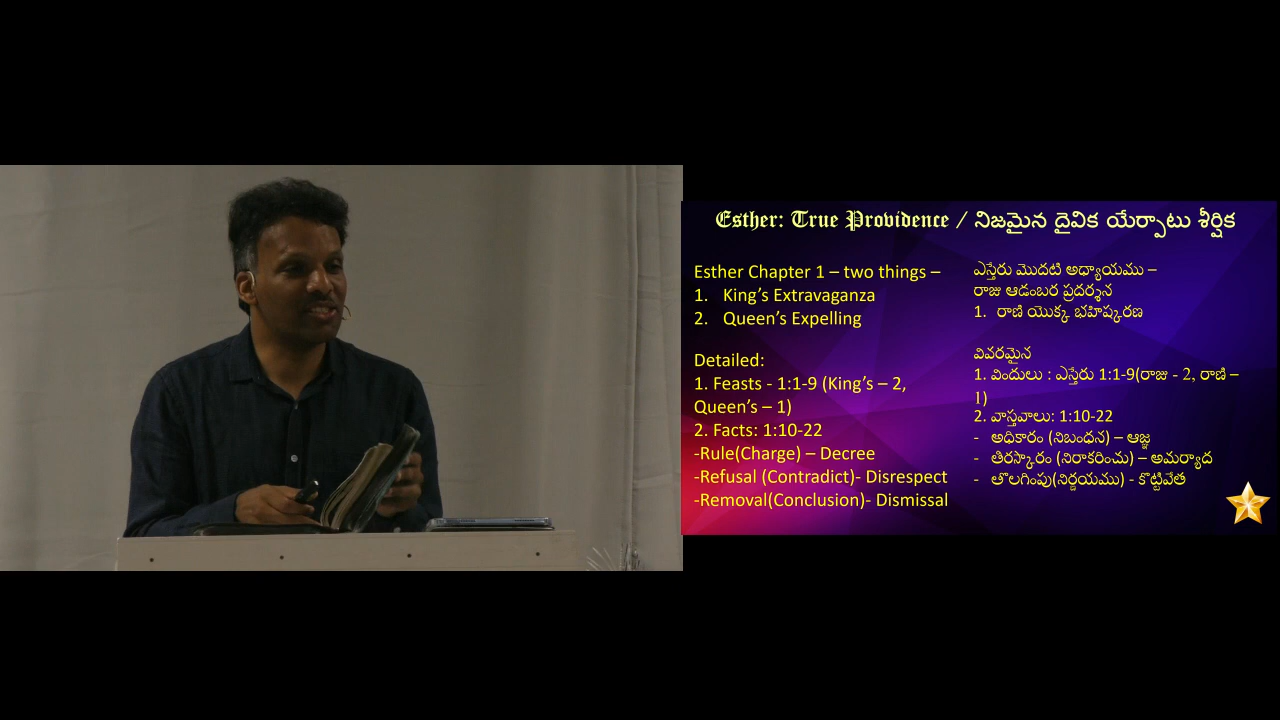 Esther: True Providence / నిజమైన దైవిక యేర్పాటు శీర్షిక
Esther Chapter 1 – two things –
1. King’s Extravaganza
2. Queen’s Expelling
Detailed:
1. Feasts - 1:1-9 (King’s – 2,
Queen’s – 1)
2. Facts: 1:10-22
-Rule(Charge) – Decree
-Refusal (Contradict)- Disrespect
-Removal(Conclusion)- Dismissal
ఎస్తేరు మొదటి అధ్యాయము –
రాజు ఆడంబర ప్రదర్శన
1. రాణి యొక్క భహిష్కరణ
వివరమైన
1. విందులు : ఎస్తేరు 1:1-9(రాజు - 2, రాణి –
1)
2. వాస్తవాలు: 1:10-22
- అధికారం (నిబంధన) – ఆజ్ఞ
- తిరస్కారం (నిరాకరించు) – అమర్యాద
- తొలగింపు(నిర్ణయము) - కొట్టివేత